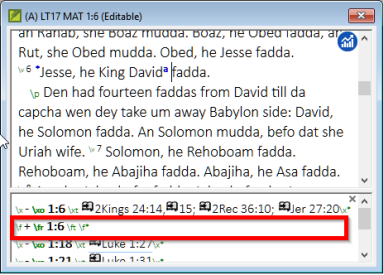 (A) LT17 MAT 1:6 (Editable)
an Rahab, she Boaz mudda. Boaz, he Obed fadda, an
Rut, she Obed mudda. Obed, he Jesse fadda.
\v 6 *Jesse, he King Davidᵃ fadda.
\p Den had fourteen faddas from David till da
capcha wen dey take um away Babylon side: David,
he Solomon fadda. An Solomon mudda, befo dat she
Uriah wife. \v 7 Solomon, he Rehoboam fadda.
Rehoboam, he Abajiha fadda. Abajiha, he Asa fadda.
\x - \xo 1:6 \xt 2Kings 24:14, 15; 2Rec 36:10; Jer 27:20\x*
\f + \fr 1:6 \ft \f*
\x - \xo 1:18 \xt Luke 1:27\x*
\x - \xo 1:21 \xt Luke 1:31\x*